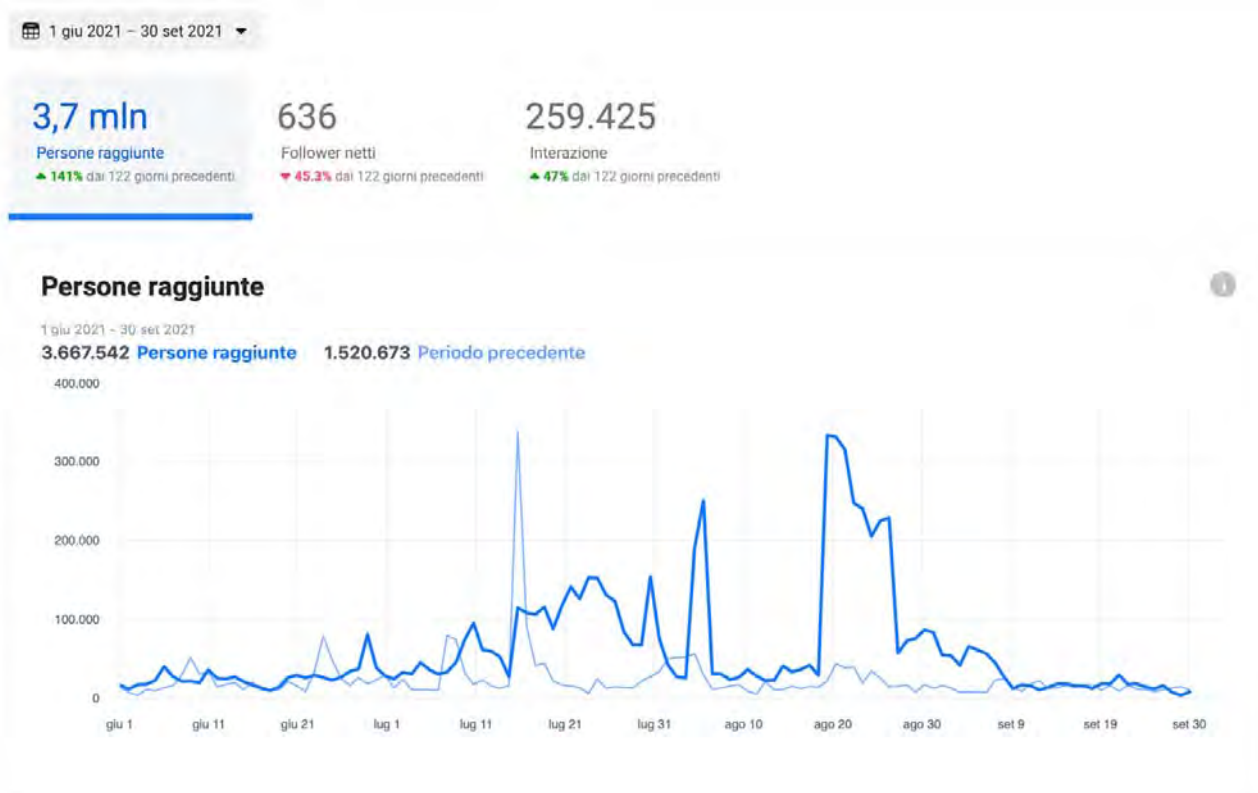 1 giu 2021 – 30 set 2021
3,7 mln 636 259.425
Persone raggiunte Follower netti Interazione
141% dai 122 giorni precedenti 45.3% dai 122 giorni precedenti 47% dai 122 giorni precedenti
Persone raggiunte
1 giu 2021 - 30 set 2021
3.667.542 Persone raggiunte 1.520.673 Periodo precedente
400.000
300.000
200.000
100.000
0
giu 1 giu 11 giu 21 lug 1 lug 11 lug 21 lug 31 ago 10 ago 20 ago 30 set 9 set 19 set 30